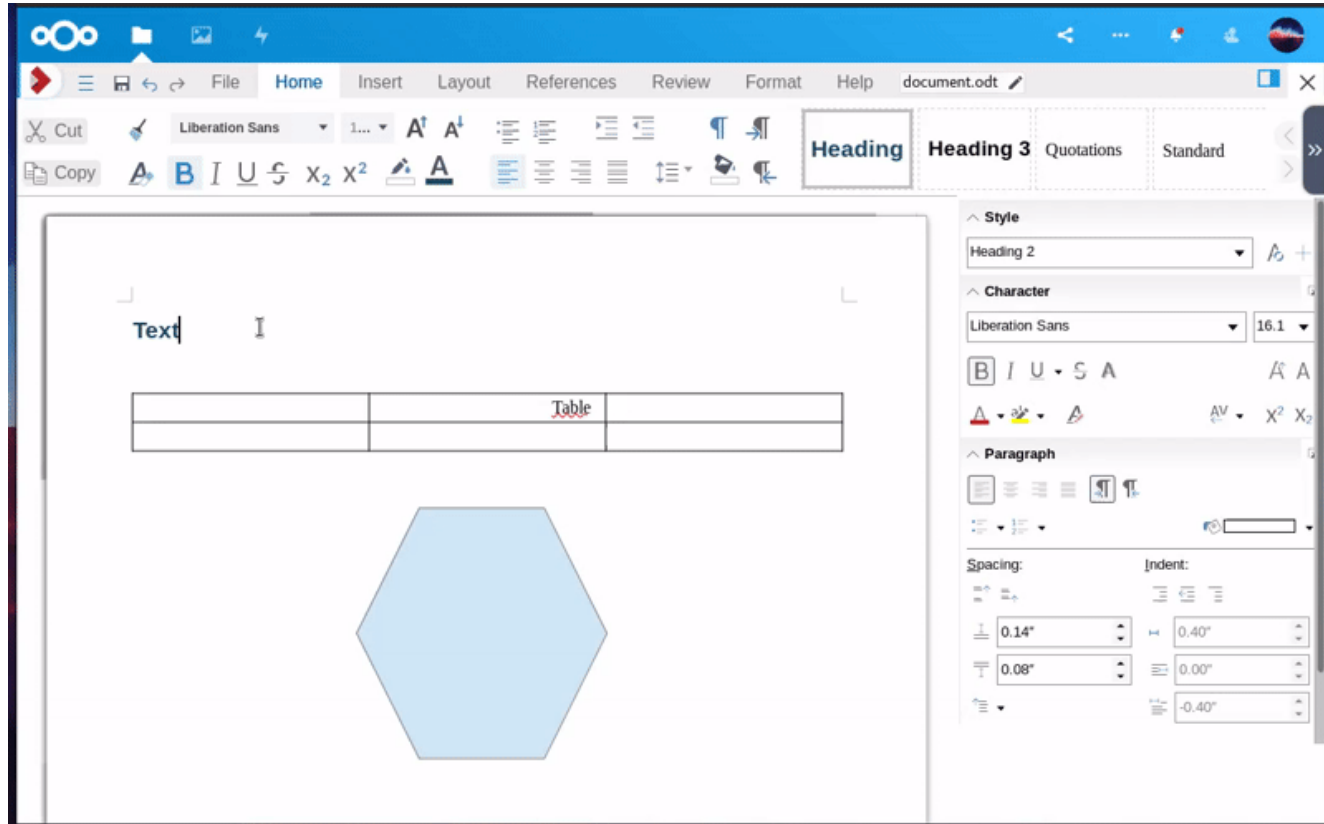 File Home Insert Layout References Review Format Help document.odt
Cut Liberation Sans 1...
Copy
Heading Heading 3 Quotations Standard
Style
Heading 2
Character
Liberation Sans 16.1
Paragraph
Spacing: Indent:
0.14" 0.40"
0.08" 0.00"
-0.40"
Text
Table